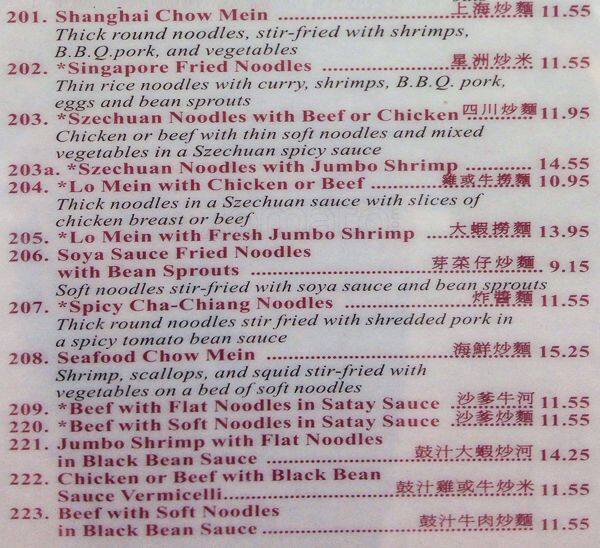 201. Shanghai Chow Mein ........ 上海炒麵 11.55
Thick round noodles, stir-fried with shrimps,
B.B.Q.pork, and vegetables
202. *Singapore Fried Noodles ........ 星洲炒米 11.55
Thin rice noodles with curry, shrimps, B.B.Q. pork,
eggs and bean sprouts
203. *Szechuan Noodles with Beef or Chicken 四川炒麵 11.95
Chicken or beef with thin soft noodles and mixed
vegetables in a Szechuan spicy sauce
203a. *Szechuan Noodles with Jumbo Shrimp ........ 14.55
204. *Lo Mein with Chicken or Beef ........ 雞或牛撈麵 10.95
Thick noodles in a Szechuan sauce with slices of
chicken breast or beef
205. *Lo Mein with Fresh Jumbo Shrimp ........ 大蝦撈麵 13.95
206. Soya Sauce Fried Noodles
with Bean Sprouts ........ 芽菜仔炒麵 9.15
Soft noodles stir-fried with soya sauce and bean sprouts
207. *Spicy Cha-Chiang Noodles ........ 炸醬麵 11.55
Thick round noodles stir fried with shredded pork in
a spicy tomato bean sauce
208. Seafood Chow Mein ........ 海鮮炒麵 15.25
Shrimp, scallops, and squid stir-fried with
vegetables on a bed of soft noodles
209. *Beef with Flat Noodles in Satay Sauce 沙爹牛河 11.55
220. *Beef with Soft Noodles in Satay Sauce 沙爹炒麵 11.55
221. Jumbo Shrimp with Flat Noodles
in Black Bean Sauce ........ 鼓汁大蝦炒河 14.25
222. Chicken or Beef with Black Bean
Sauce Vermicelli ........ 鼓汁雞或牛炒米 11.55
223. Beef with Soft Noodles
in Black Bean Sauce ........ 鼓汁牛肉炒麵 11.55